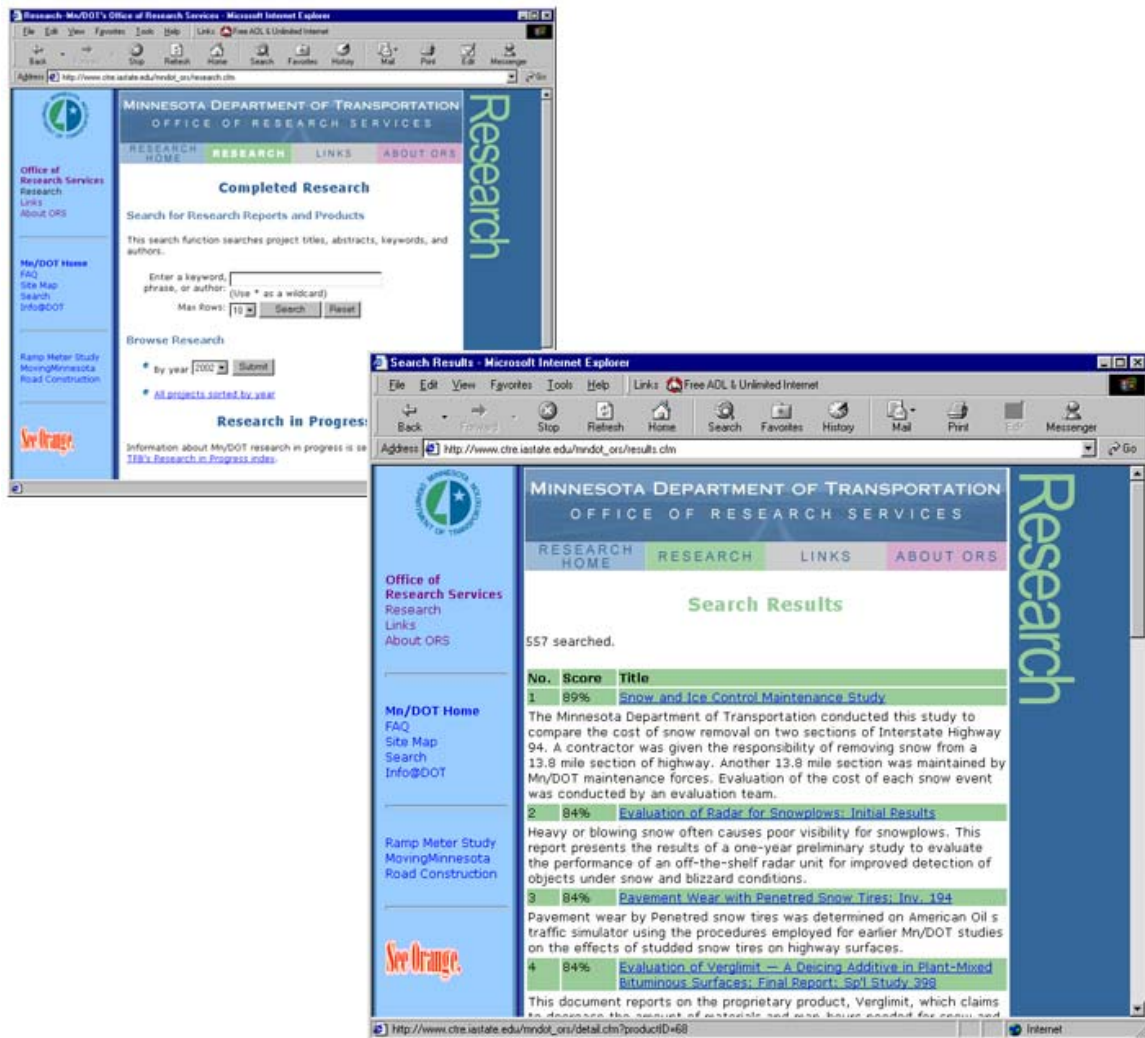 Research-Mn/DOT's Office of Research Services - Microsoft Internet Explorer
File Edit View Favorites Tools Help Links Free AOL & Unlimited Internet
Back Forward Stop Refresh Home Search Favorites History Mail Print Edit Messenger
Address http://www.ctre.iastate.edu/mndot_ors/research.cfm Go
MINNESOTA DEPARTMENT OF TRANSPORTATION
OFFICE OF RESEARCH SERVICES
RESEARCH HOME RESEARCH LINKS ABOUT ORS
Research
Office of
Research Services
Research
Links
About ORS
Mn/DOT Home
FAQ
Site Map
Search
Info@DOT
Ramp Meter Study
MovingMinnesota
Road Construction
See Orange.
Completed Research
Search for Research Reports and Products
This search function searches project titles, abstracts, keywords, and
authors.
Enter a keyword,
phrase, or author:
(Use * as a wildcard)
Max Rows: 10 Search Reset
Browse Research
By year 2002 Submit
All projects sorted by year
Research in Progres
Information about Mn/DOT research in progress is se
TRB's Research in Progress index.
Search Results - Microsoft Internet Explorer
File Edit View Favorites Tools Help Links Free AOL & Unlimited Internet
Back Forward Stop Refresh Home Search Favorites History Mail Print Edit Messenger
Address http://www.ctre.iastate.edu/mndot_ors/results.cfm Go
MINNESOTA DEPARTMENT OF TRANSPORTATION
OFFICE OF RESEARCH SERVICES
RESEARCH HOME RESEARCH LINKS ABOUT ORS
Research
MINNESOTA DEPARTMENT OF TRANSPORTATION
Office of
Research Services
Research
Links
About ORS
Mn/DOT Home
FAQ
Site Map
Search
Info@DOT
Ramp Meter Study
MovingMinnesota
Road Construction
See Orange.
Search Results
557 searched.
No. Score Title
1 89% Snow and Ice Control Maintenance Study
The Minnesota Department of Transportation conducted this study to
compare the cost of snow removal on two sections of Interstate Highway
94. A contractor was given the responsibility of removing snow from a
13.8 mile section of highway. Another 13.8 mile section was maintained by
Mn/DOT maintenance forces. Evaluation of the cost of each snow event
was conducted by an evaluation team.
2 84% Evaluation of Radar for Snowplows: Initial Results
Heavy or blowing snow often causes poor visibility for snowplows. This
report presents the results of a one-year preliminary study to evaluate
the performance of an off-the-shelf radar unit for improved detection of
objects under snow and blizzard conditions.
3 84% Pavement Wear with Penetred Snow Tires; Inv. 194
Pavement wear by Penetred snow tires was determined on American Oil s
traffic simulator using the procedures employed for earlier Mn/DOT studies
on the effects of studded snow tires on highway surfaces.
4 84% Evaluation of Verglimit — A Deicing Additive in Plant-Mixed
Bituminous Surfaces; Final Report; Sp'l Study 398
This document reports on the proprietary product, Verglimit, which claims
to decrease the amount of materials and man-hours needed for snow and
http://www.ctre.iastate.edu/mndot_ors/detail.cfm?productID=68 Internet